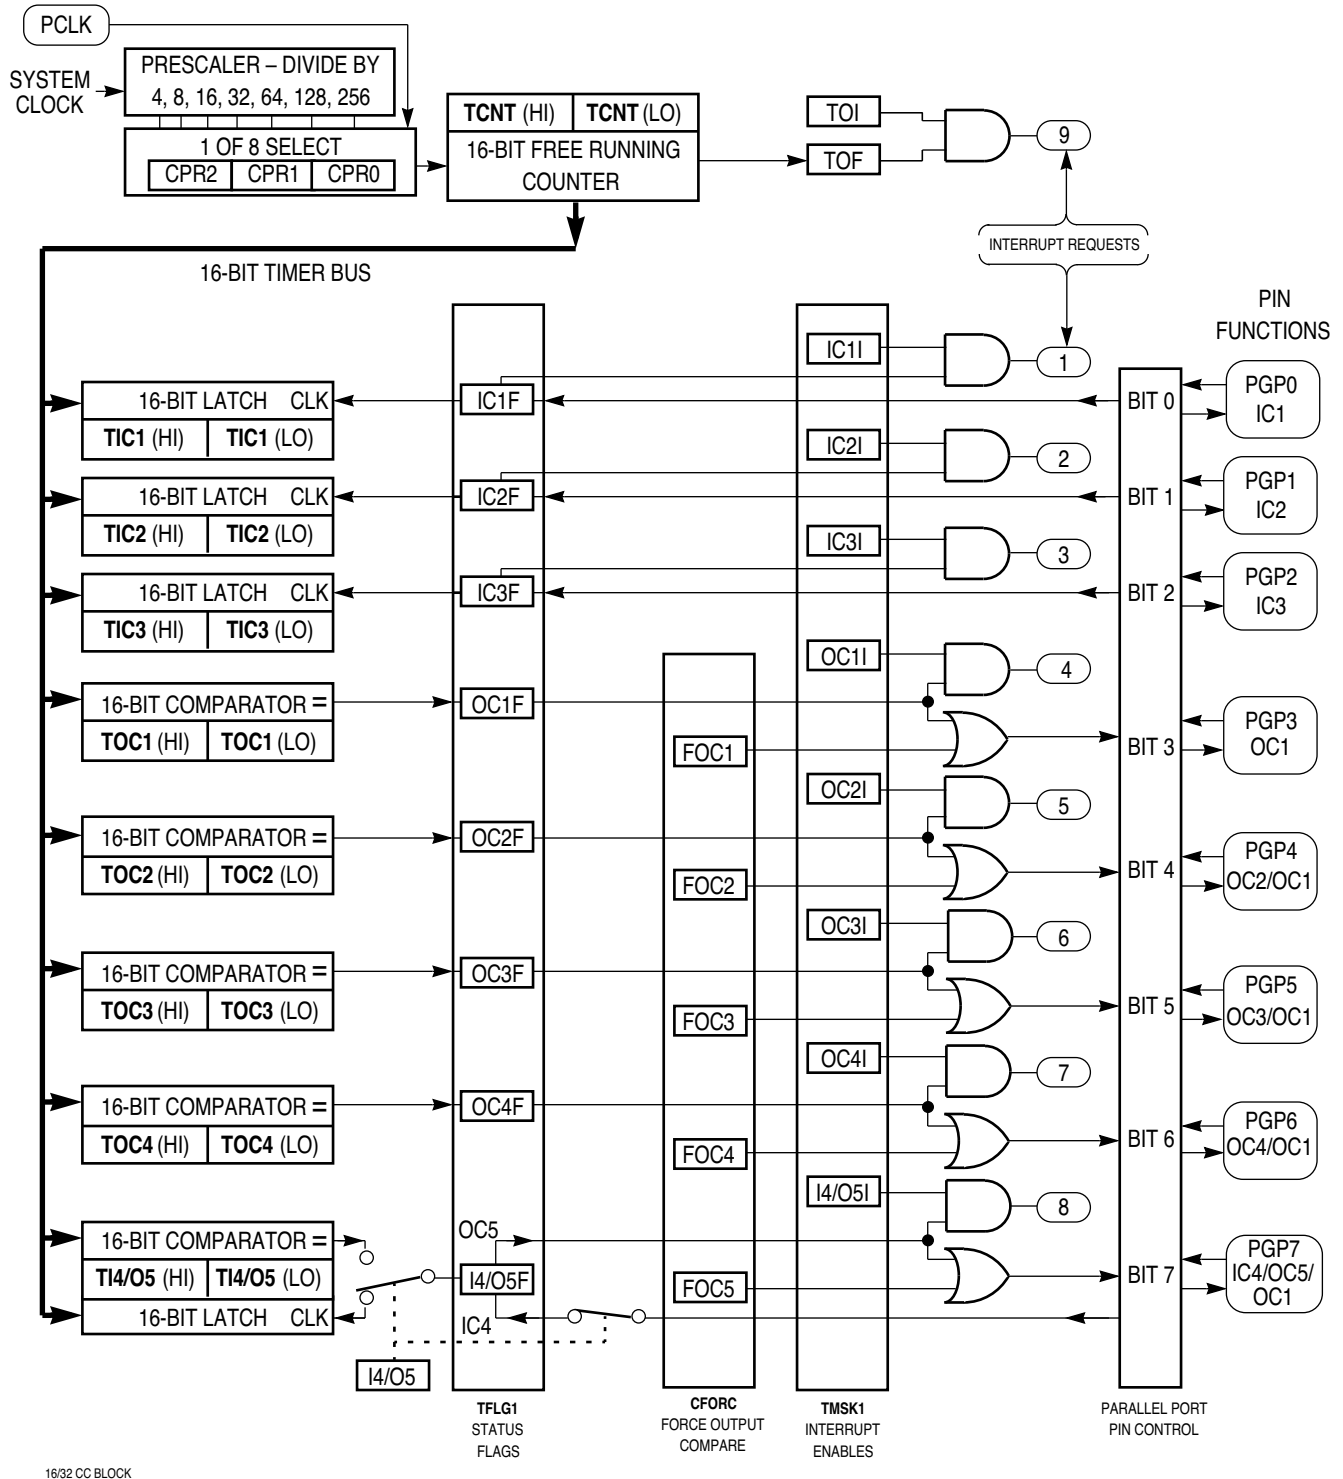 PCLK
SYSTEM
CLOCK
PRESCALER – DIVIDE BY
4, 8, 16, 32, 64, 128, 256
1 OF 8 SELECT
CPR2 CPR1 CPR0
TCNT (HI) TCNT (LO)
16-BIT FREE RUNNING
COUNTER
TOI
TOF
9
INTERRUPT REQUESTS
16-BIT TIMER BUS
PIN
FUNCTIONS
IC1I
1
16-BIT LATCH CLK
TIC1 (HI) TIC1 (LO)
IC1F
BIT 0
PGP0
IC1
IC2I
2
16-BIT LATCH CLK
TIC2 (HI) TIC2 (LO)
IC2F
BIT 1
PGP1
IC2
IC3I
3
16-BIT LATCH CLK
TIC3 (HI) TIC3 (LO)
IC3F
BIT 2
PGP2
IC3
OC1I
4
16-BIT COMPARATOR =
TOC1 (HI) TOC1 (LO)
OC1F
FOC1
BIT 3
PGP3
OC1
OC2I
5
16-BIT COMPARATOR =
TOC2 (HI) TOC2 (LO)
OC2F
FOC2
BIT 4
PGP4
OC2/OC1
OC3I
6
16-BIT COMPARATOR =
TOC3 (HI) TOC3 (LO)
OC3F
FOC3
BIT 5
PGP5
OC3/OC1
OC4I
7
16-BIT COMPARATOR =
TOC4 (HI) TOC4 (LO)
OC4F
FOC4
BIT 6
PGP6
OC4/OC1
I4/O5I
8
16-BIT COMPARATOR =
TI4/O5 (HI) TI4/O5 (LO)
16-BIT LATCH CLK
OC5
I4/O5F
IC4
FOC5
BIT 7
PGP7
IC4/OC5/
OC1
I4/O5
TFLG1
STATUS
FLAGS
CFORC
FORCE OUTPUT
COMPARE
TMSK1
INTERRUPT
ENABLES
PARALLEL PORT
PIN CONTROL
16/32 CC BLOCK